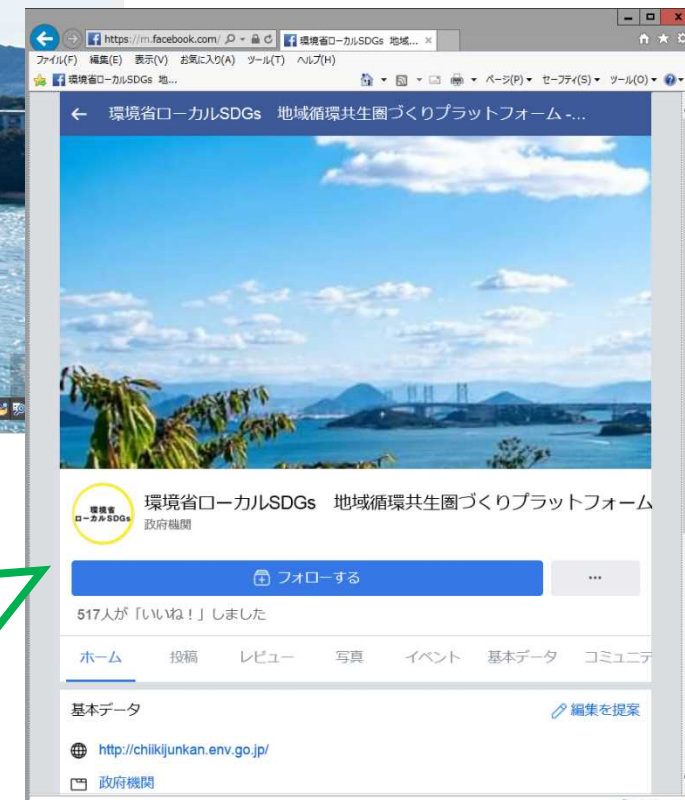 https://m.facebook.com/
環境省ローカルSDGs 地域... ×
ファイル(F) 編集(E) 表示(V) お気に入り(A) ツール(T) ヘルプ(H)
環境省ローカルSDGs 地... ページ(P) セーフティ(S) ツール(O)
← 環境省ローカルSDGs 地域循環共生圏づくりプラットフォーム -...
環境省
ローカルSDGs
環境省ローカルSDGs 地域循環共生圏づくりプラットフォーム
政府機関
フォローする
...
517人が「いいね！」しました
ホーム 投稿 レビュー 写真 イベント 基本データ コミュニテ
基本データ
編集を提案
http://chiikijunkan.env.go.jp/
政府機関